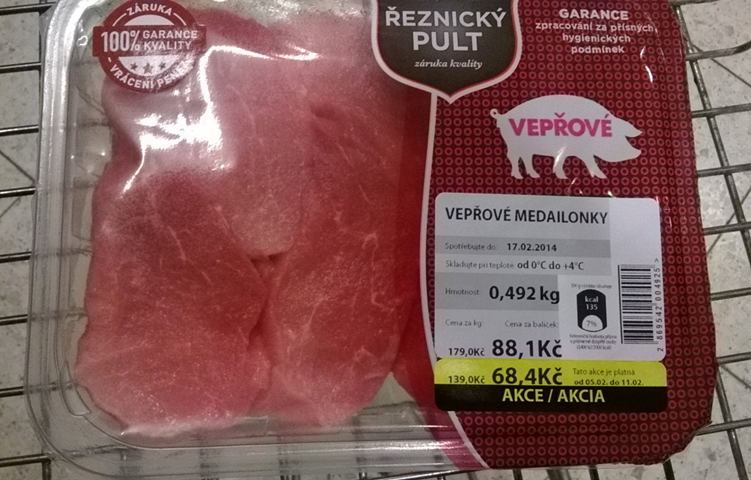 ZÁRUKA
100% GARANCE
KVALITY
VRÁCENÍ PENĚZ
ŘEZNICKÝ
PULT
záruka kvality
GARANCE
zpracování za přísných
hygienických
podmínek
VEPŘOVÉ
VEPŘOVÉ MEDAILONKY
Spotřebujte do: 17.02.2014
Skladujte při teplotě: od 0°C do +4°C
Hmotnost: 0,492 kg
kcal
135
7%
Cena za kg: Cena za balíček:
179,0Kč 88,1Kč
139,0Kč 68,4Kč
Tato akce je platná
od 05.02. do 11.02.
AKCE / AKCIA
2 869542 004925 >